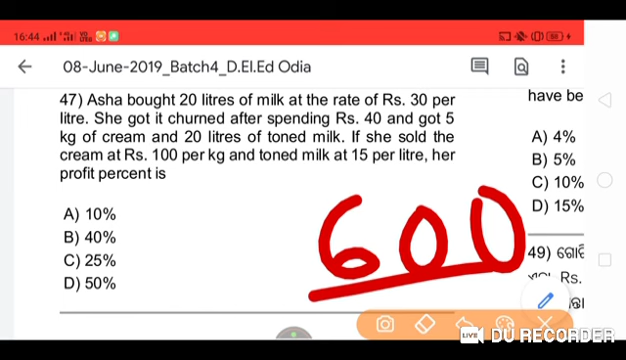 16:44
08-June-2019_Batch4_D.El.Ed Odia
47) Asha bought 20 litres of milk at the rate of Rs. 30 per
litre. She got it churned after spending Rs. 40 and got 5
kg of cream and 20 litres of toned milk. If she sold the
cream at Rs. 100 per kg and toned milk at 15 per litre, her
profit percent is
A) 10%
B) 40%
C) 25%
D) 50%
600
have be
A) 4%
B) 5%
C) 10%
D) 15%
49)
Rs.
LIVE DU RECORDER